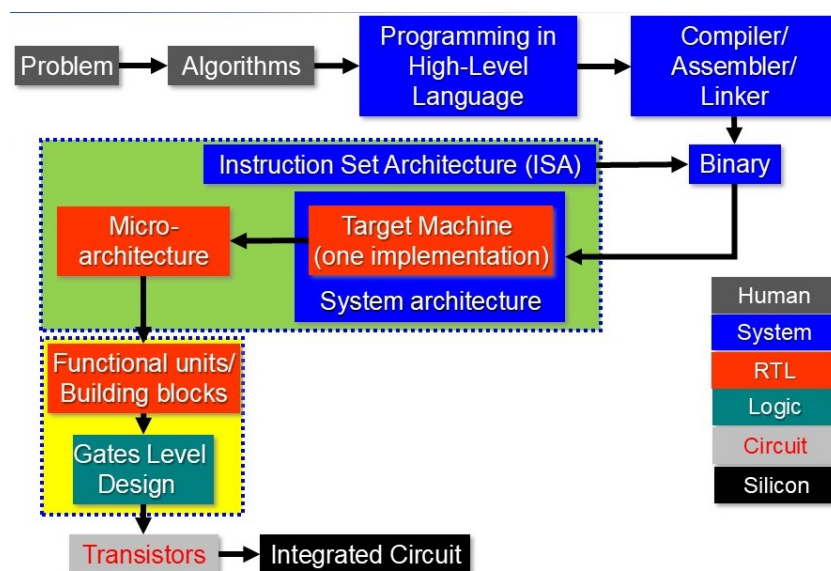 Problem
Algorithms
Programming in
High-Level
Language
Compiler/
Assembler/
Linker
Instruction Set Architecture (ISA)
Binary
Micro-
architecture
Target Machine
(one implementation)
System architecture
Functional units/
Building blocks
Gates Level
Design
Transistors
Integrated Circuit
Human
System
RTL
Logic
Circuit
Silicon